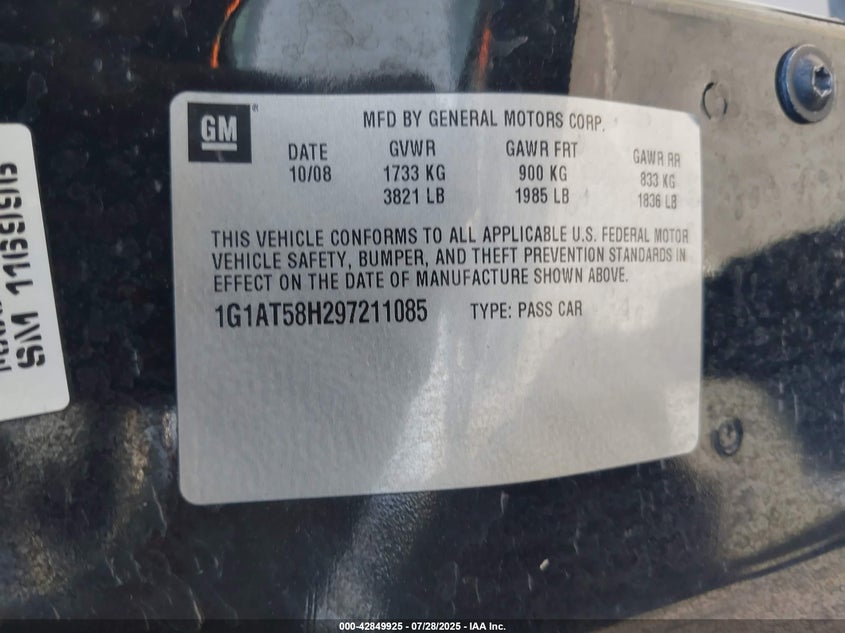 GM
®
MFD BY GENERAL MOTORS CORP.
DATE GVWR GAWR FRT GAWR RR
10/08 1733 KG 900 KG 833 KG
3821 LB 1985 LB 1836 LB
THIS VEHICLE CONFORMS TO ALL APPLICABLE U.S. FEDERAL MOTOR
VEHICLE SAFETY, BUMPER, AND THEFT PREVENTION STANDARDS IN
EFFECT ON THE DATE OF MANUFACTURE SHOWN ABOVE.
1G1AT58H297211085 TYPE: PASS CAR
000-42849925 - 07/28/2025 - IAA Inc.